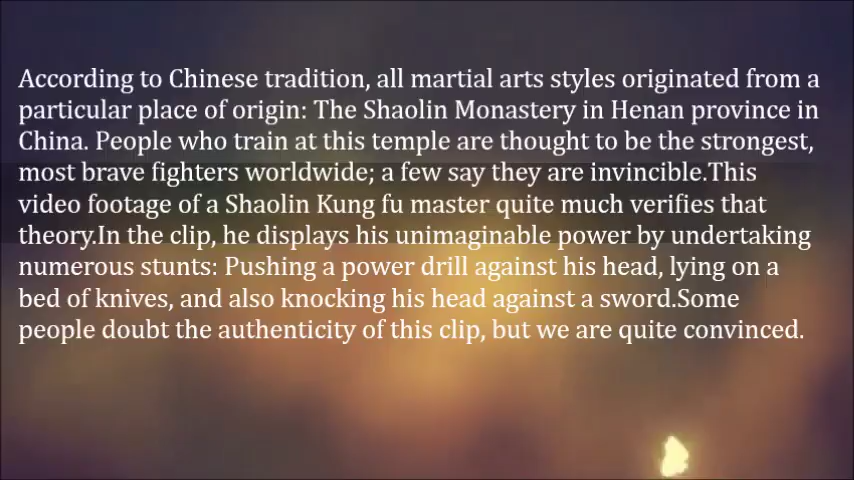 According to Chinese tradition, all martial arts styles originated from a
particular place of origin: The Shaolin Monastery in Henan province in
China. People who train at this temple are thought to be the strongest,
most brave fighters worldwide; a few say they are invincible.This
video footage of a Shaolin Kung fu master quite much verifies that
theory.In the clip, he displays his unimaginable power by undertaking
numerous stunts: Pushing a power drill against his head, lying on a
bed of knives, and also knocking his head against a sword.Some
people doubt the authenticity of this clip, but we are quite convinced.